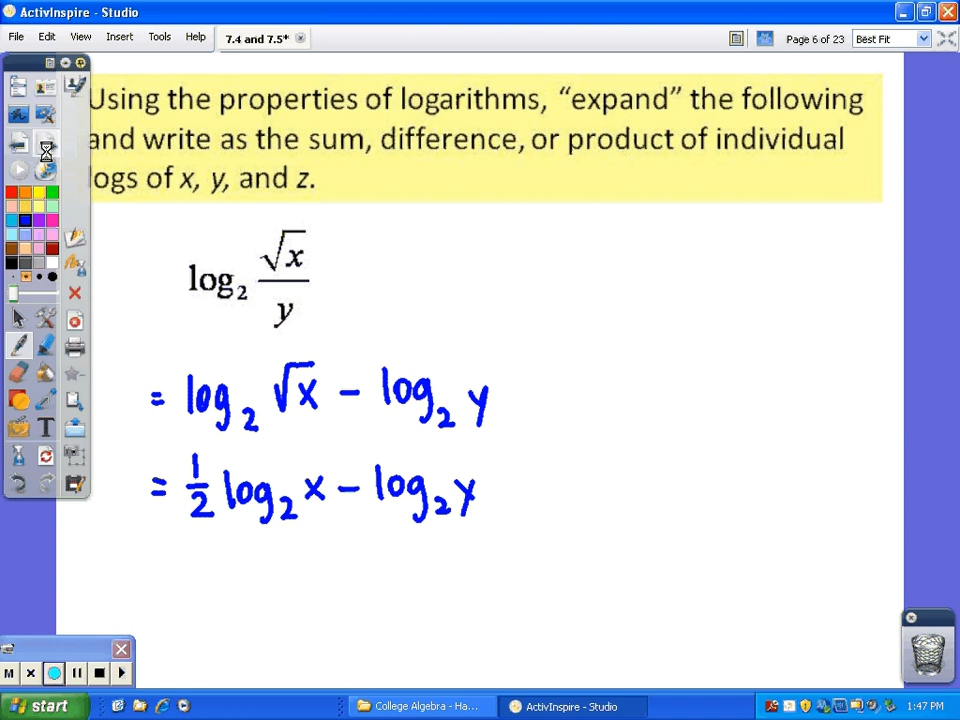 ActivInspire - Studio
File Edit View Insert Tools Help 7.4 and 7.5* Page 6 of 23 Best Fit
Using the properties of logarithms, “expand” the following
and write as the sum, difference, or product of individual
logs of x, y, and z.
log₂ √x / y
= log₂ √x − log₂ y
= ½ log₂ x − log₂ y
M
start College Algebra - Ha... ActivInspire - Studio 1:47 PM